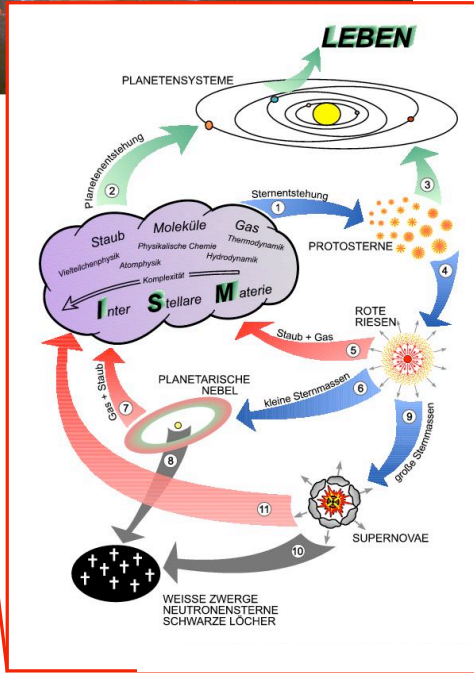 LEBEN
PLANETENSYSTEME
Planetenentstehung
2
1
Sternentstehung
3
PROTOSTERNE
4
Staub
Moleküle
Gas
Vielteilchenphysik
Physikalische Chemie
Thermodynamik
Atomphysik
Hydrodynamik
Komplexität
Inter Stellare Materie
ROTE
RIESEN
Staub + Gas
5
6
kleine Sternmassen
9
große Sternmassen
PLANETARISCHE
NEBEL
Gas + Staub
7
8
11
SUPERNOVAE
10
WEISSE ZWERGE
NEUTRONENSTERNE
SCHWARZE LÖCHER